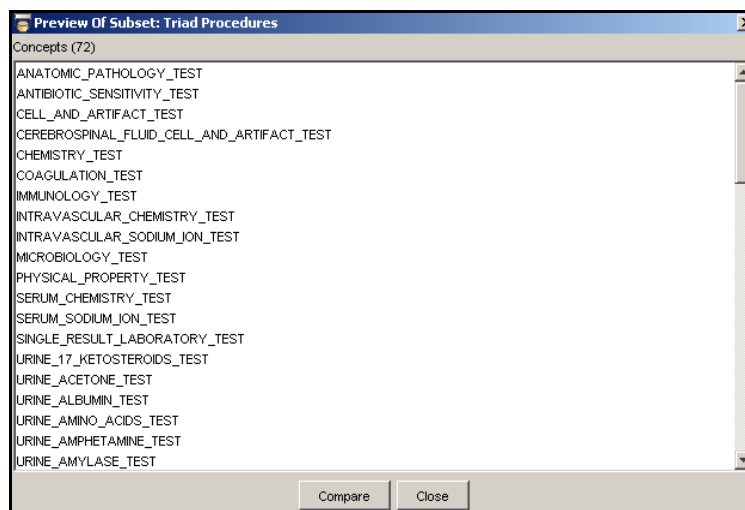 Preview Of Subset: Triad Procedures
Concepts (72)
ANATOMIC_PATHOLOGY_TEST
ANTIBIOTIC_SENSITIVITY_TEST
CELL_AND_ARTIFACT_TEST
CEREBROSPINAL_FLUID_CELL_AND_ARTIFACT_TEST
CHEMISTRY_TEST
COAGULATION_TEST
IMMUNOLOGY_TEST
INTRAVASCULAR_CHEMISTRY_TEST
INTRAVASCULAR_SODIUM_ION_TEST
MICROBIOLOGY_TEST
PHYSICAL_PROPERTY_TEST
SERUM_CHEMISTRY_TEST
SERUM_SODIUM_ION_TEST
SINGLE_RESULT_LABORATORY_TEST
URINE_17_KETOSTEROIDS_TEST
URINE_ACETONE_TEST
URINE_ALBUMIN_TEST
URINE_AMINO_ACIDS_TEST
URINE_AMPHETAMINE_TEST
URINE_AMYLASE_TEST
Compare Close